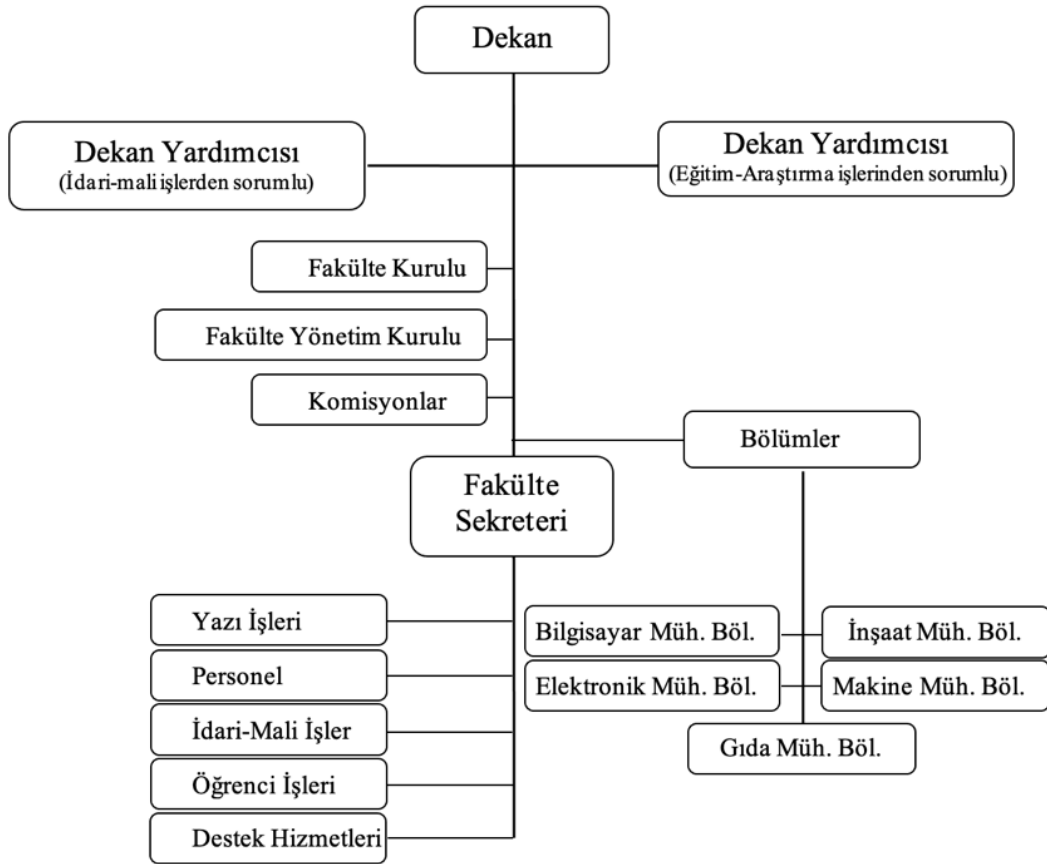 Dekan
Dekan Yardımcısı
(İdari-mali işlerden sorumlu)
Dekan Yardımcısı
(Eğitim-Araştırma işlerinden sorumlu)
Fakülte Kurulu
Fakülte Yönetim Kurulu
Komisyonlar
Bölümler
Fakülte
Sekreteri
Yazı İşleri
Personel
İdari-Mali İşler
Öğrenci İşleri
Destek Hizmetleri
Bilgisayar Müh. Böl.
İnşaat Müh. Böl.
Elektronik Müh. Böl.
Makine Müh. Böl.
Gıda Müh. Böl.